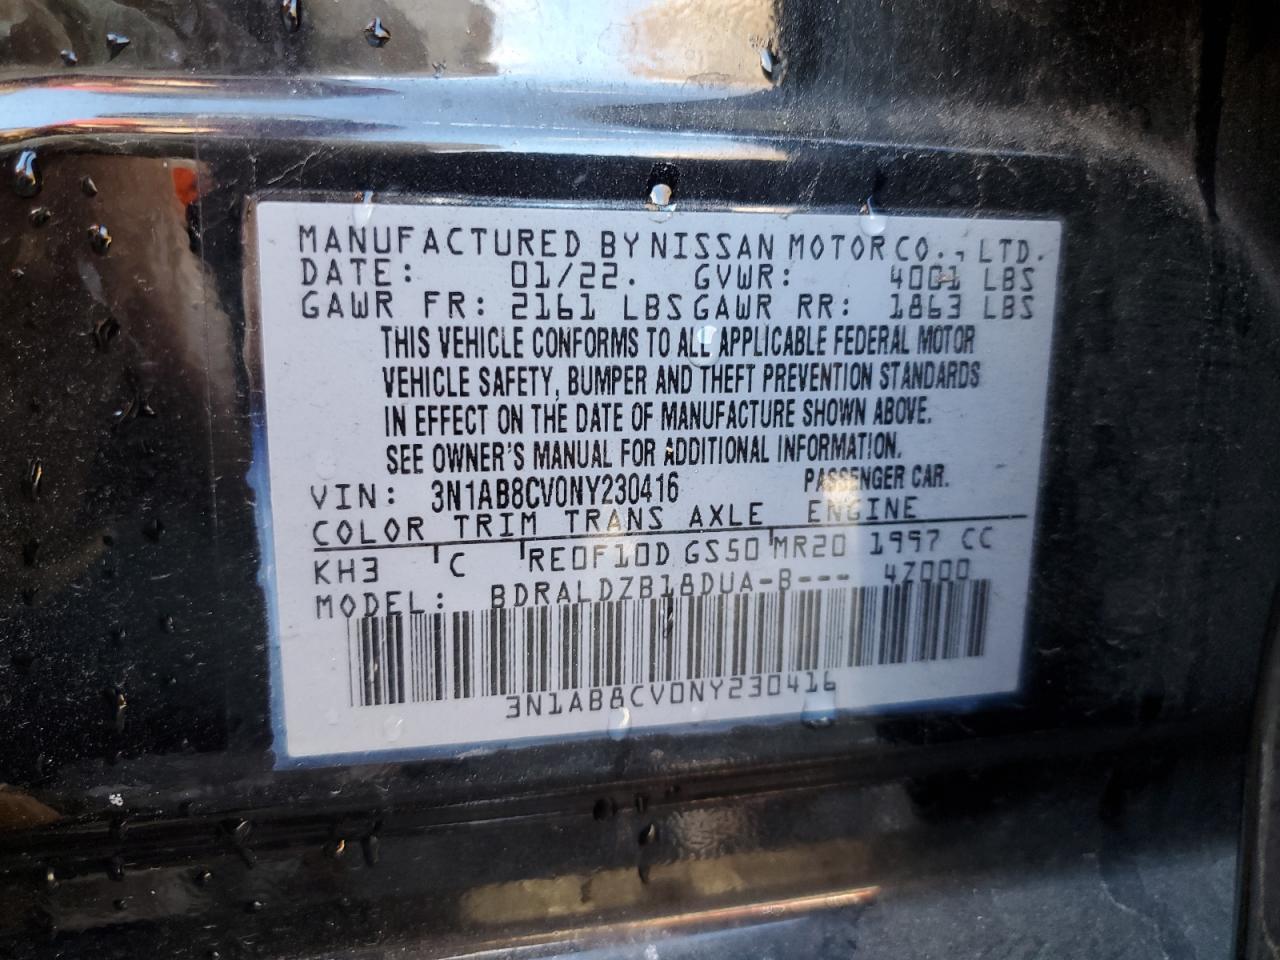 MANUFACTURED BY NISSAN MOTOR CO., LTD.
DATE: 01/22. GVWR: 4001 LBS
GAWR FR: 2161 LBS GAWR RR: 1863 LBS
THIS VEHICLE CONFORMS TO ALL APPLICABLE FEDERAL MOTOR
VEHICLE SAFETY, BUMPER AND THEFT PREVENTION STANDARDS
IN EFFECT ON THE DATE OF MANUFACTURE SHOWN ABOVE.
SEE OWNER'S MANUAL FOR ADDITIONAL INFORMATION.
VIN: 3N1AB8CV0NY230416 PASSENGER CAR.
COLOR TRIM TRANS AXLE ENGINE
KH3 C RE0F10D GS50 MR20 1997 CC
MODEL: BDRALDZB18DUA-B--- 4Z000
3N1AB8CV0NY230416